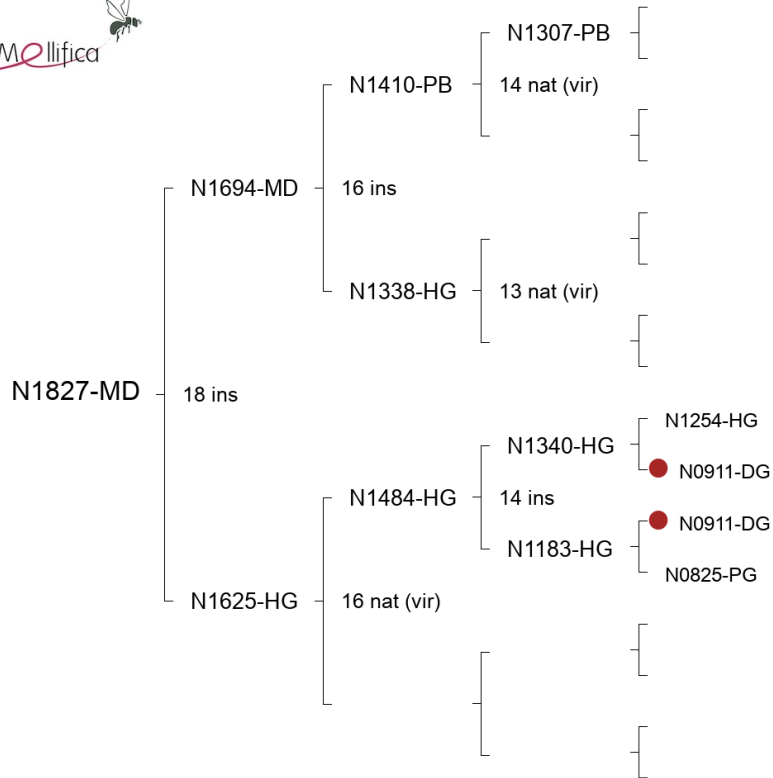 Mellifica
N1307-PB
N1410-PB
14 nat (vir)
N1694-MD
16 ins
N1338-HG
13 nat (vir)
N1827-MD
18 ins
N1254-HG
N1340-HG
N0911-DG
N1484-HG
14 ins
N0911-DG
N1183-HG
N0825-PG
N1625-HG
16 nat (vir)